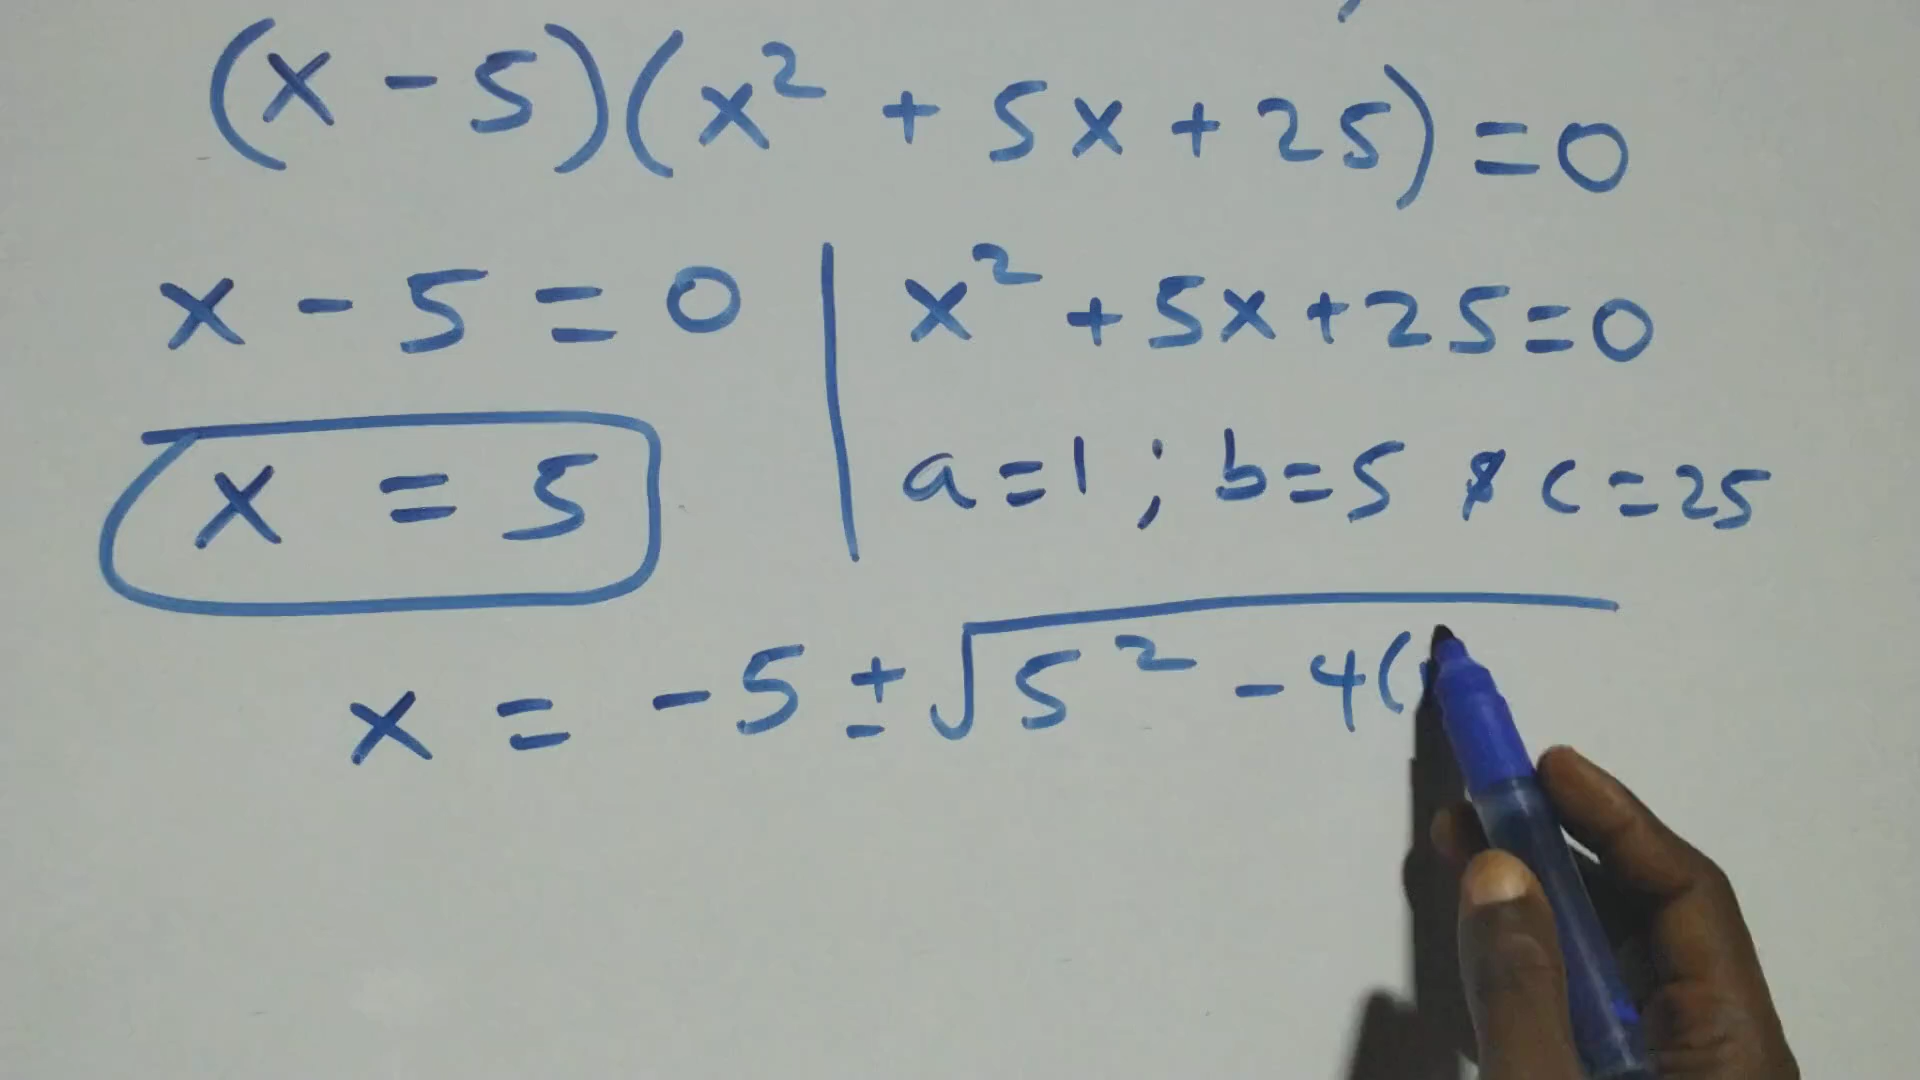 (x - 5)(x² + 5x + 25) = 0
x - 5 = 0 | x² + 5x + 25 = 0
x = 5 | a = 1 ; b = 5 & c = 25
x = -5 ± √5² - 4(